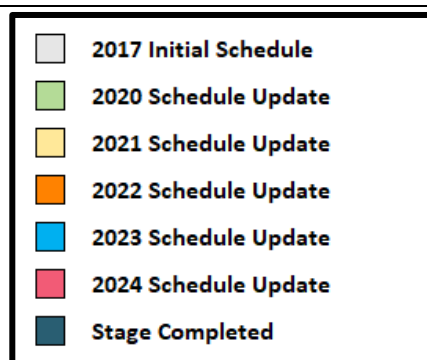 2017 Initial Schedule
2020 Schedule Update
2021 Schedule Update
2022 Schedule Update
2023 Schedule Update
2024 Schedule Update
Stage Completed